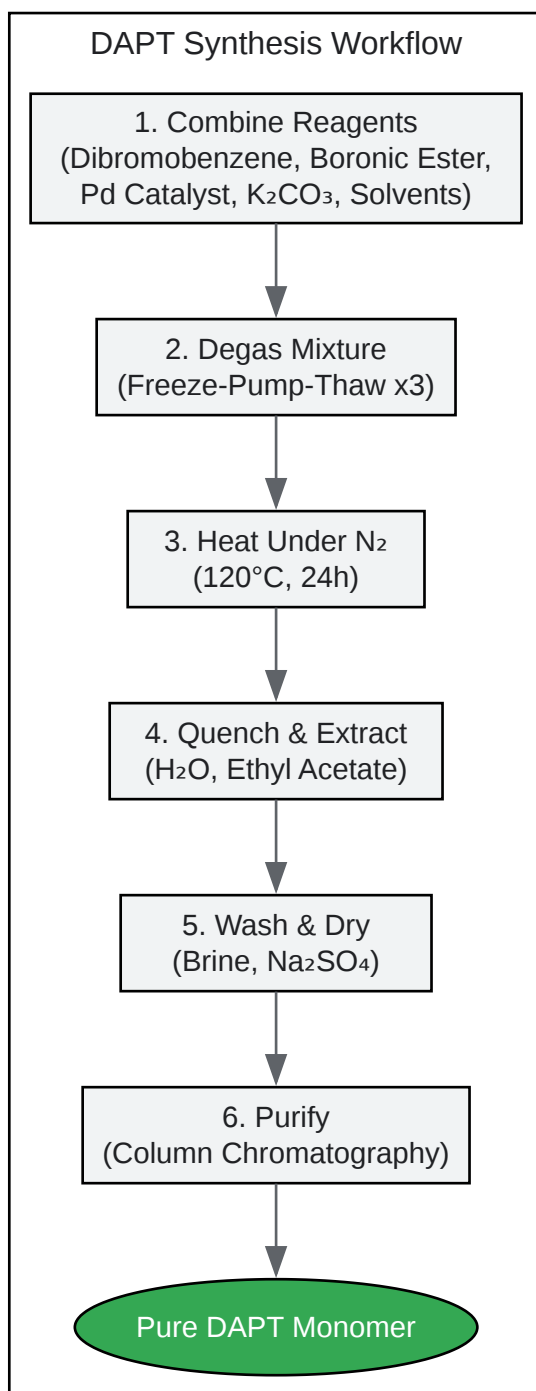 DAPT Synthesis Workflow
1. Combine Reagents
(Dibromobenzene, Boronic Ester,
Pd Catalyst, K₂CO₃, Solvents)
2. Degas Mixture
(Freeze-Pump-Thaw x3)
3. Heat Under N₂
(120°C, 24h)
4. Quench & Extract
(H₂O, Ethyl Acetate)
5. Wash & Dry
(Brine, Na₂SO₄)
6. Purify
(Column Chromatography)
Pure DAPT Monomer